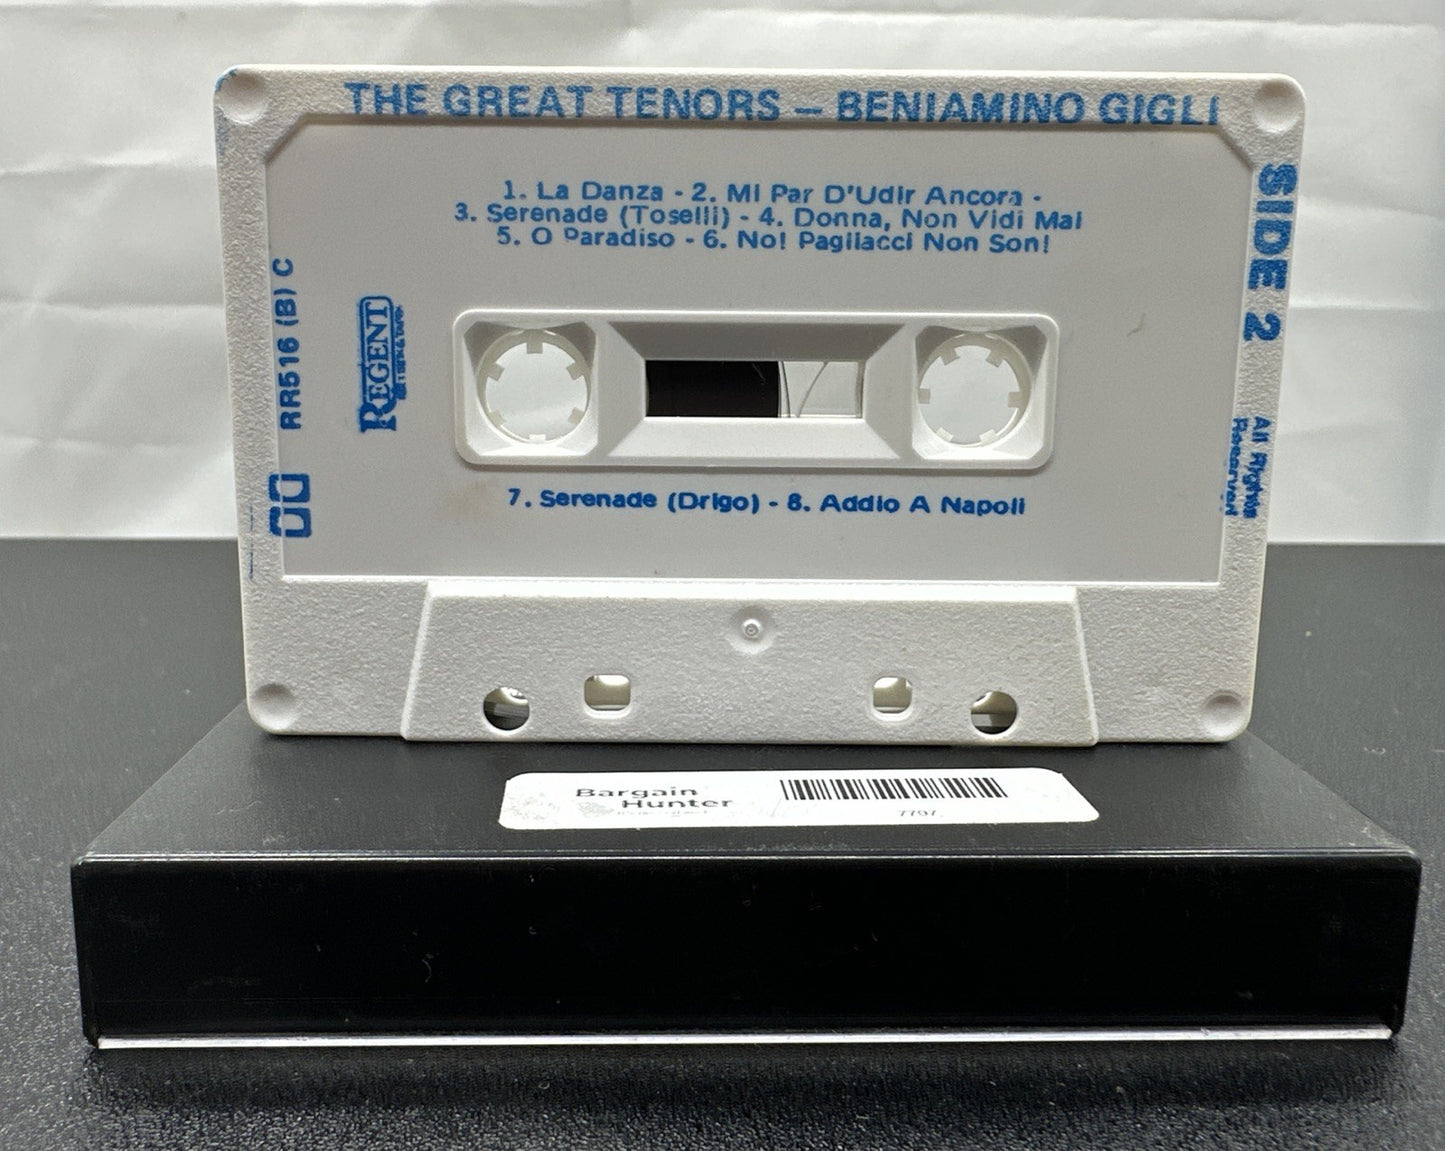 THE GREAT TENORS – BENIAMINO GIGLI
1. La Danza - 2. Mi Par D'Udir Ancora -
3. Serenade (Toselli) - 4. Donna, Non Vidi Mai
5. O Paradiso - 6. No! Pagliacci Non Son!
SIDE 2
RR516 (B) C
REGENT
7. Serenade (Drigo) - 8. Addio A Napoli
All Rights
Reserved
Bargain
Hunter
7707